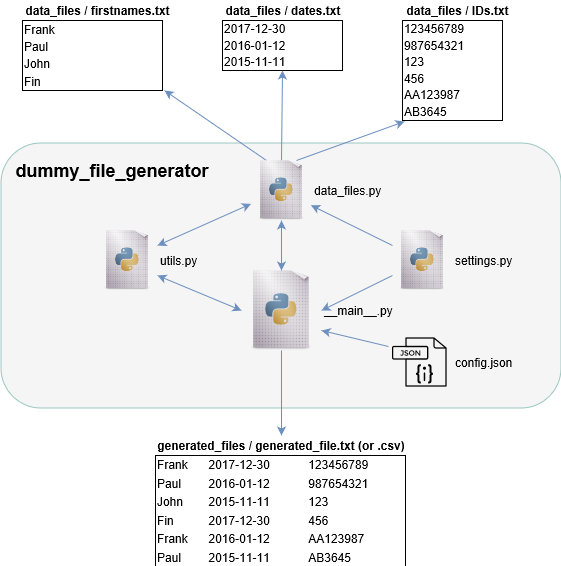 data_files / firstnames.txt
data_files / dates.txt
data_files / IDs.txt
Frank
Paul
John
Fin
2017-12-30
2016-01-12
2015-11-11
123456789
987654321
123
456
AA123987
AB3645
dummy_file_generator
data_files.py
utils.py
settings.py
__main__.py
JSON
{i}
config.json
generated_files / generated_file.txt (or .csv)
Frank 2017-12-30 123456789
Paul 2016-01-12 987654321
John 2015-11-11 123
Fin 2017-12-30 456
Frank 2016-01-12 AA123987
Paul 2015-11-11 AB3645